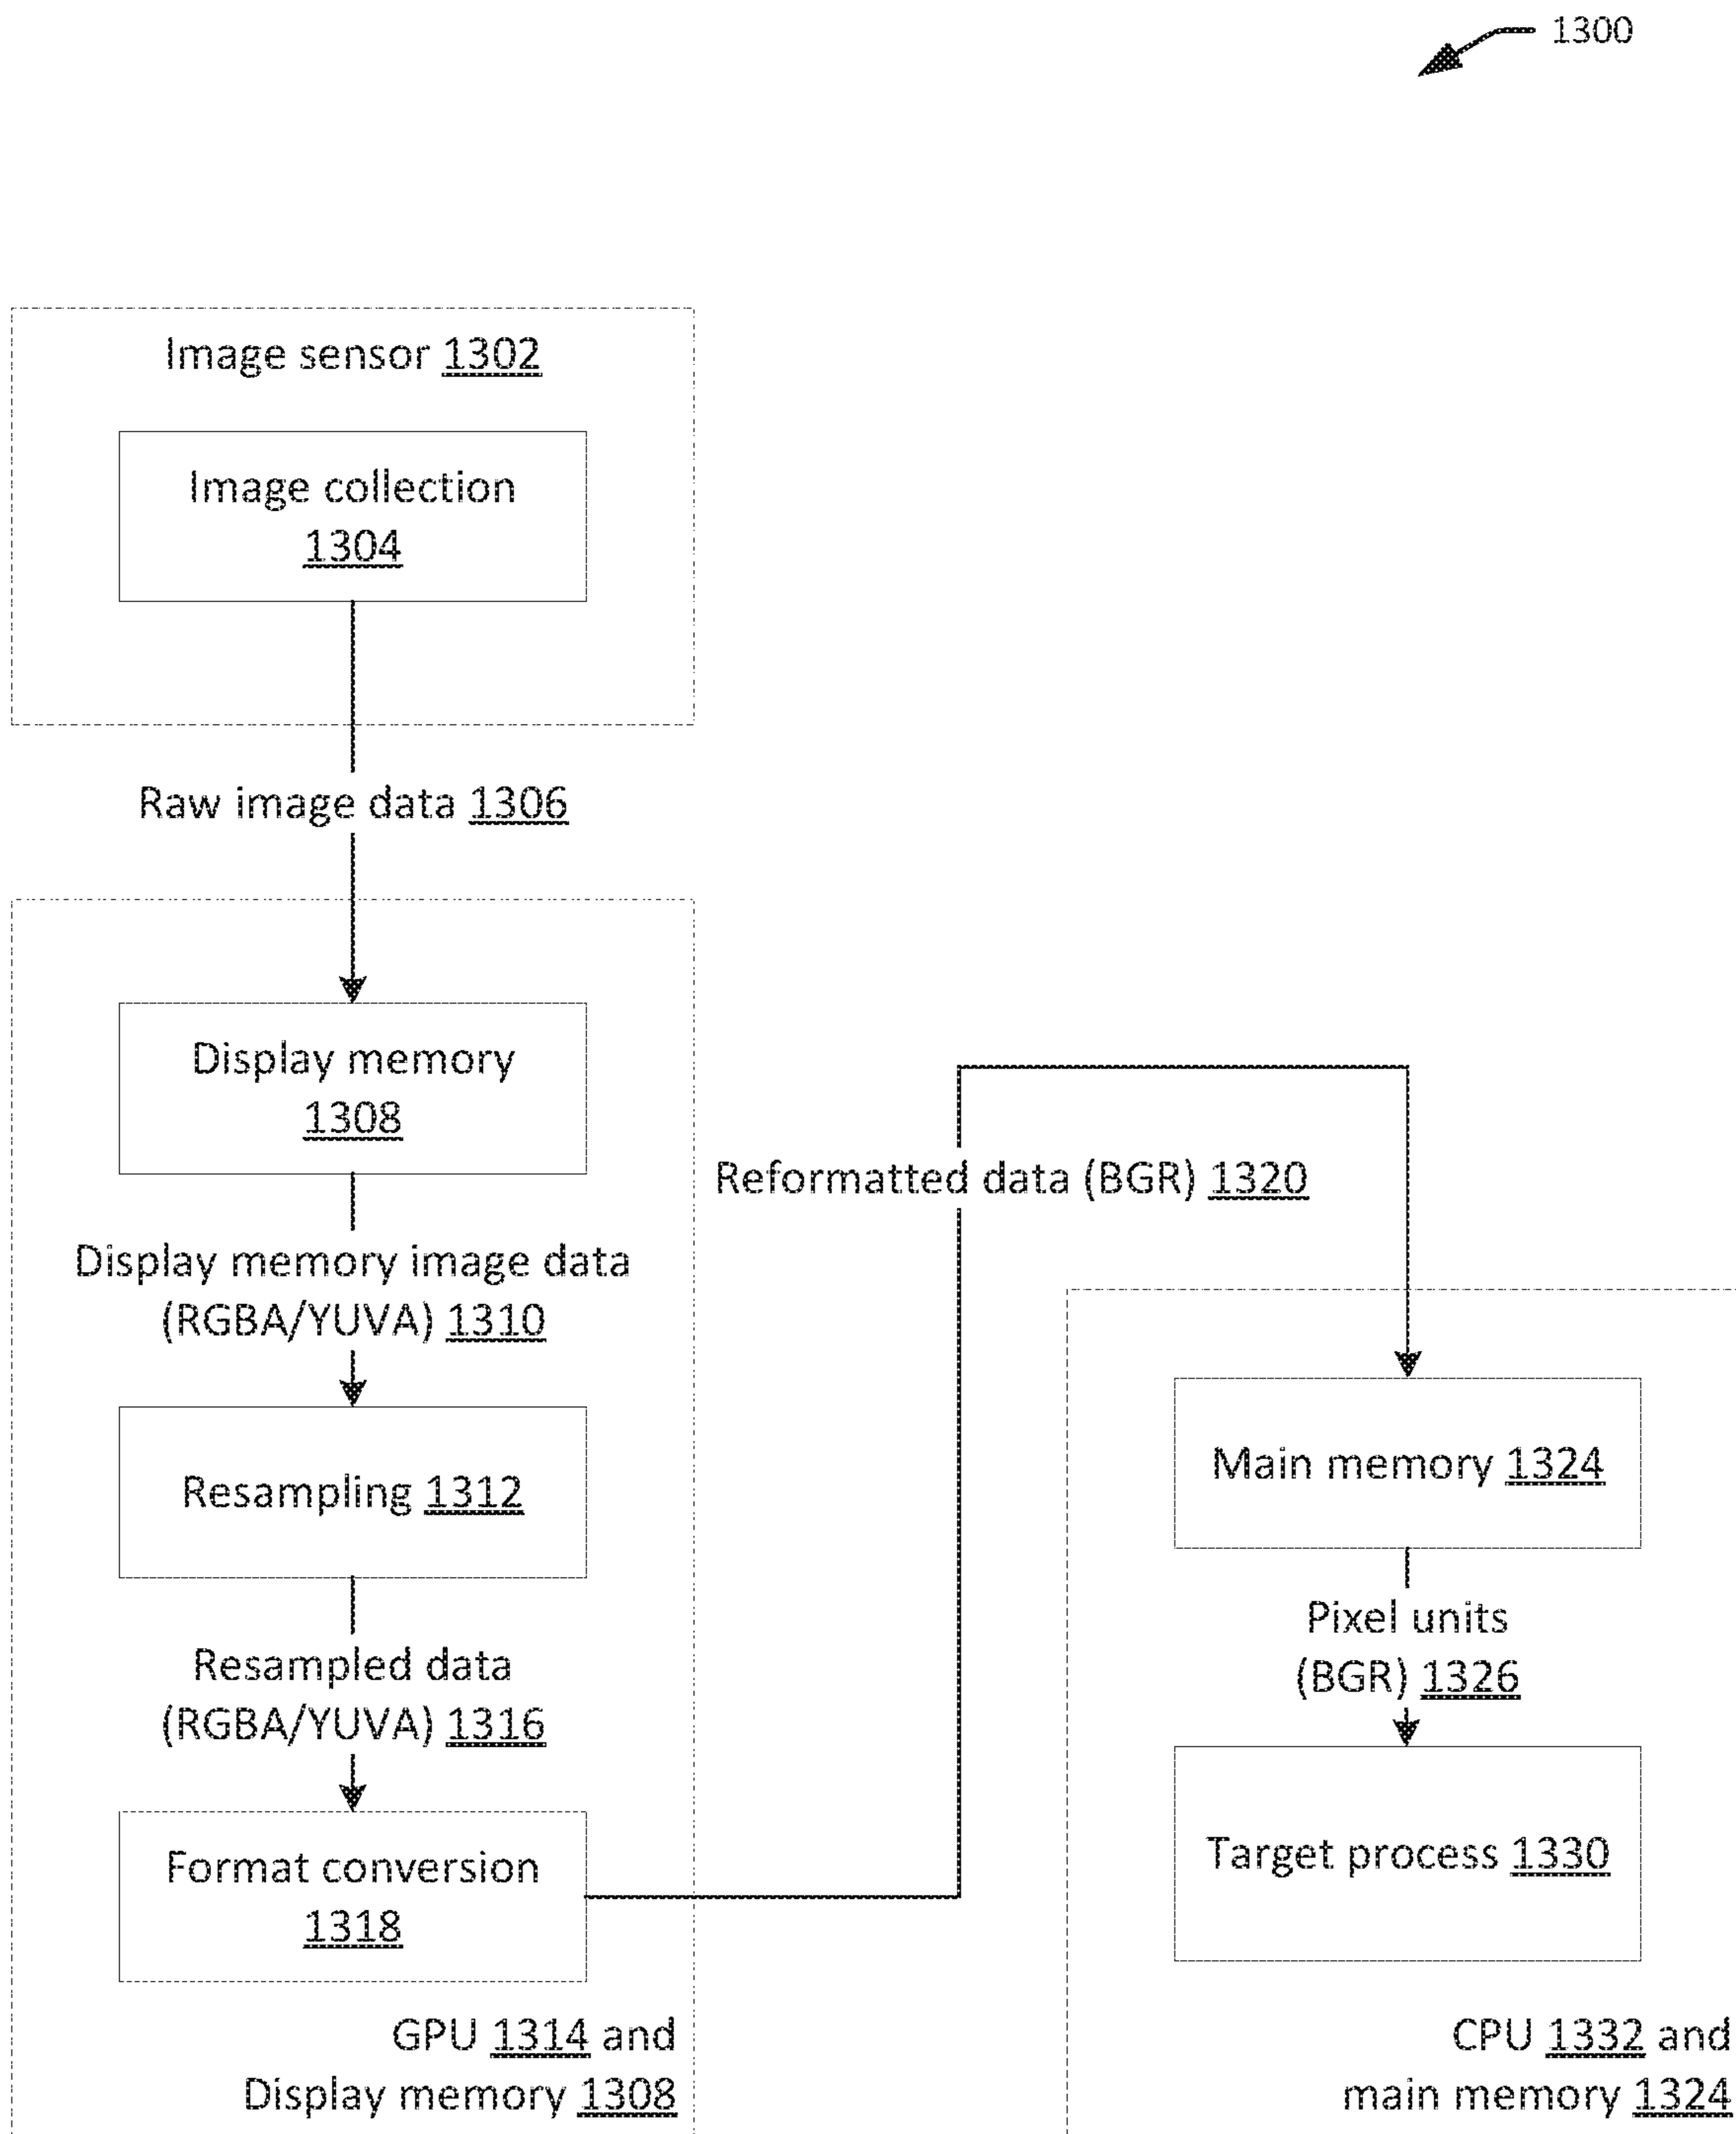 1300
Image sensor 1302
Image collection
1304
Raw image data 1306
Display memory
1308
Display memory image data
(RGBA/YUVA) 1310
Resampling 1312
Resampled data
(RGBA/YUVA) 1316
Format conversion
1318
GPU 1314 and
Display memory 1308
Reformatted data (BGR) 1320
Main memory 1324
Pixel units
(BGR) 1326
Target process 1330
CPU 1332 and
main memory 1324